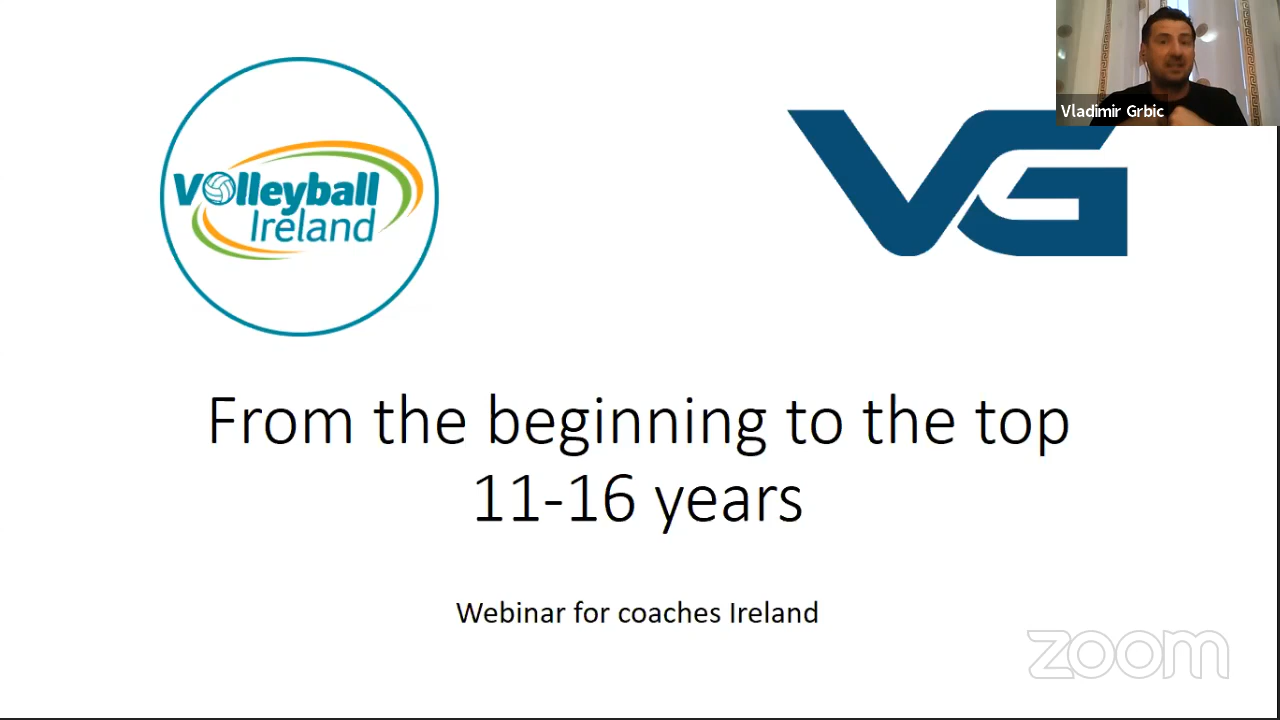 Vladimir Grbic
Volleyball
Ireland
VG
From the beginning to the top
11-16 years
Webinar for coaches Ireland
zoom